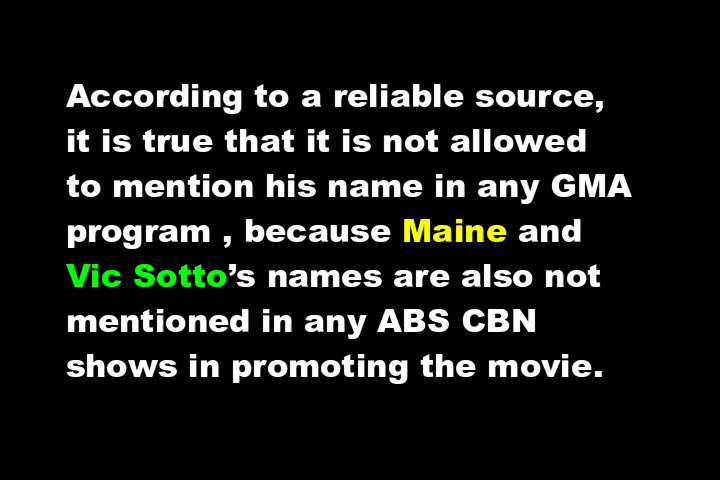 According to a reliable source,
it is true that it is not allowed
to mention his name in any GMA
program , because Maine and
Vic Sotto’s names are also not
mentioned in any ABS CBN
shows in promoting the movie.